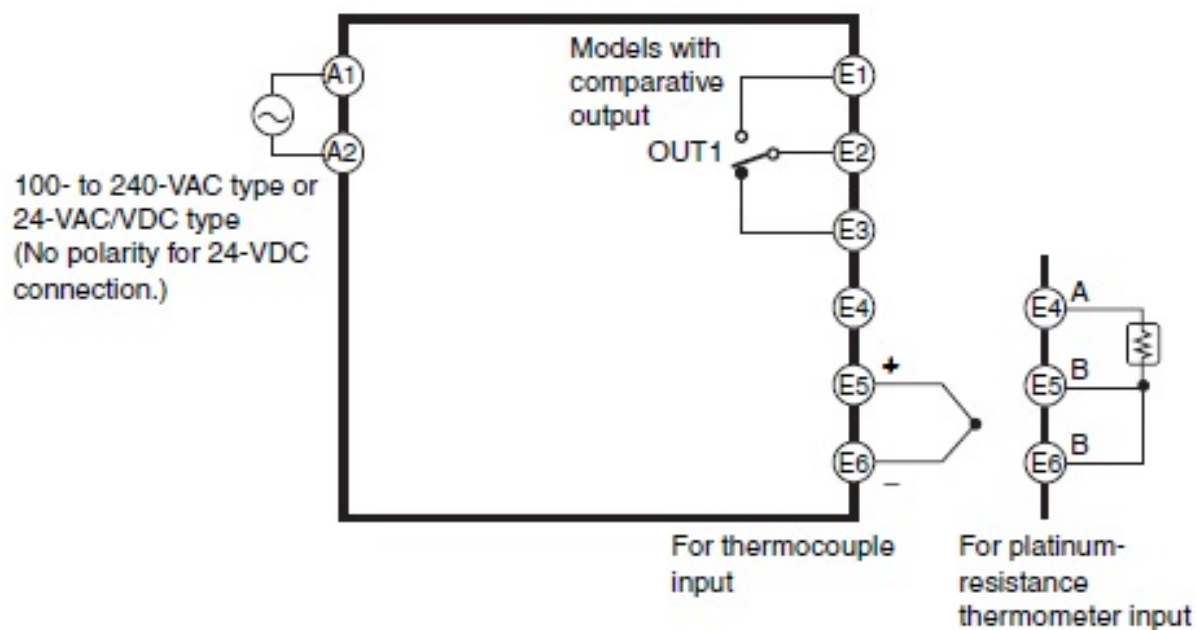 Models with
comparative
output
OUT1
A1
A2
100- to 240-VAC type or
24-VAC/VDC type
(No polarity for 24-VDC
connection.)
E1
E2
E3
E4
E5
+
E6
−
For thermocouple
input
E4 A
E5 B
E6 B
For platinum-
resistance
thermometer input